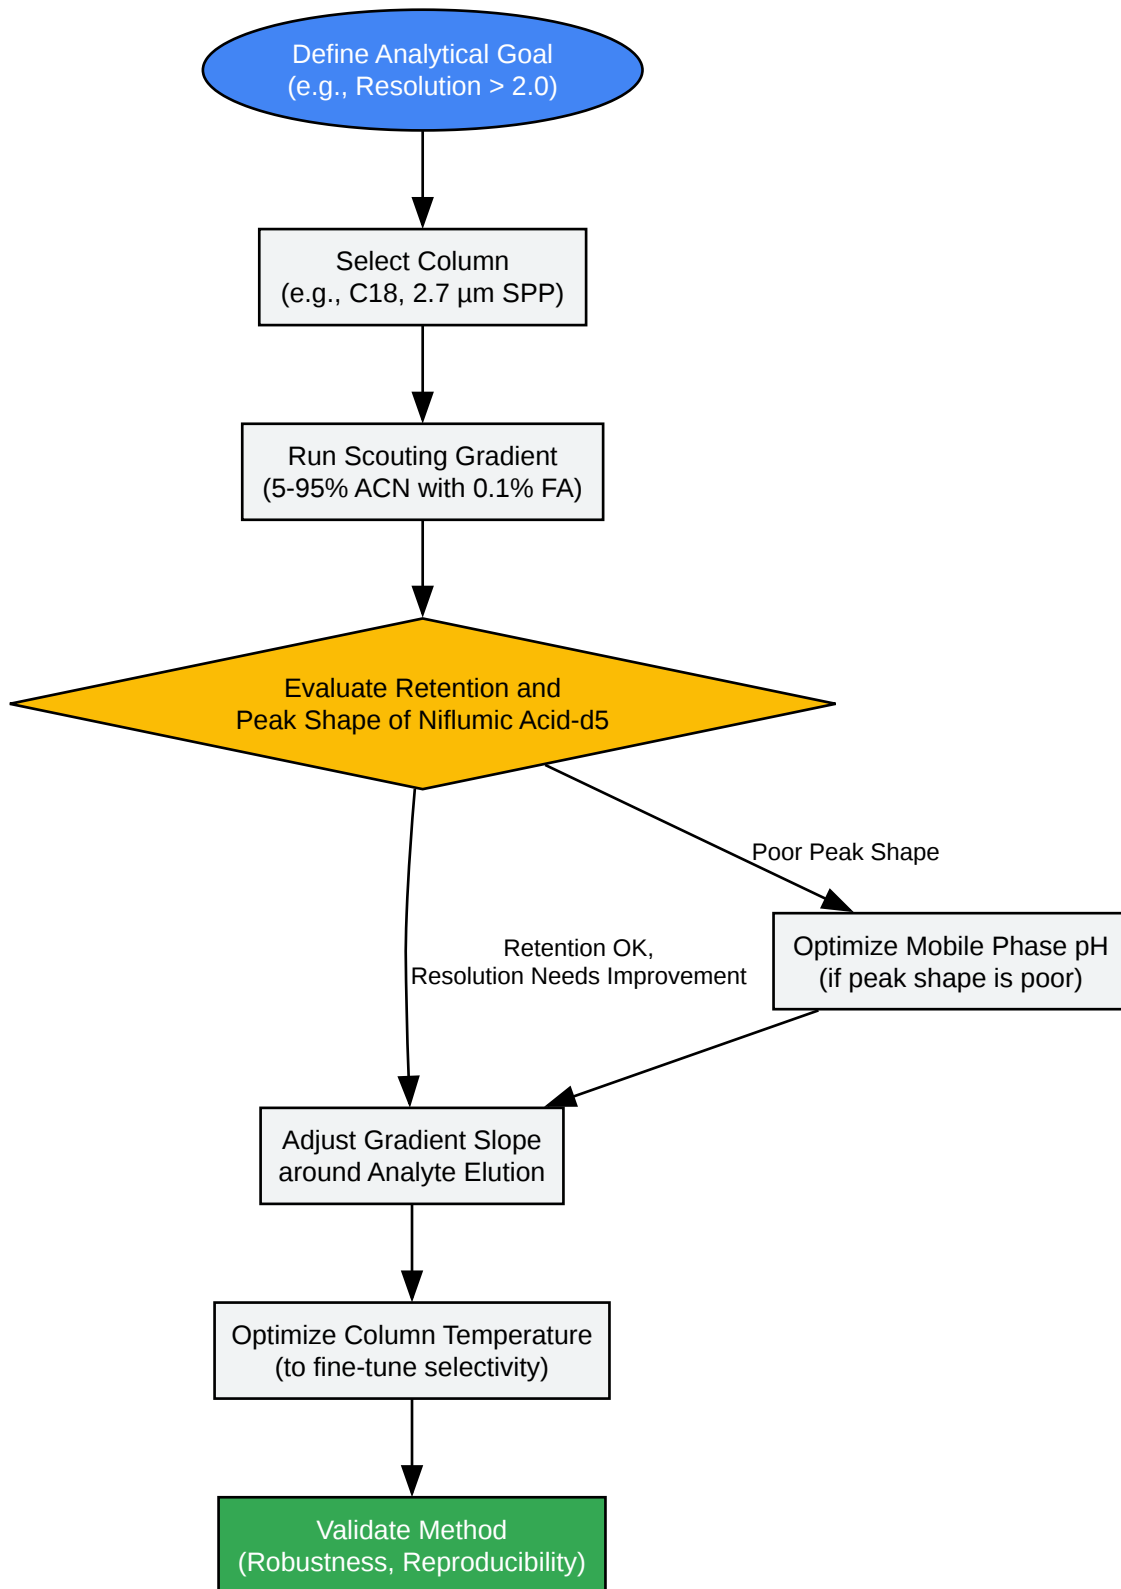 Define Analytical Goal
(e.g., Resolution > 2.0)
Select Column
(e.g., C18, 2.7 µm SPP)
Run Scouting Gradient
(5-95% ACN with 0.1% FA)
Evaluate Retention and
Peak Shape of Niflumic Acid-d5
Poor Peak Shape
Retention OK,
Resolution Needs Improvement
Optimize Mobile Phase pH
(if peak shape is poor)
Adjust Gradient Slope
around Analyte Elution
Optimize Column Temperature
(to fine-tune selectivity)
Validate Method
(Robustness, Reproducibility)